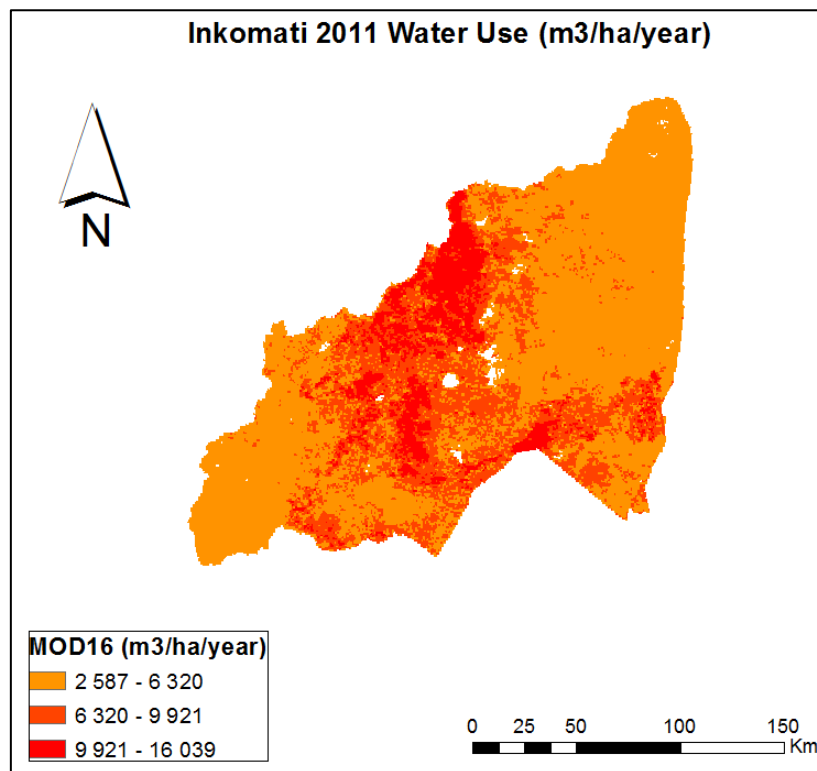 Inkomati 2011 Water Use (m3/ha/year)
N
MOD16 (m3/ha/year)
2 587 - 6 320
6 320 - 9 921
9 921 - 16 039
0 25 50 100 150
Km